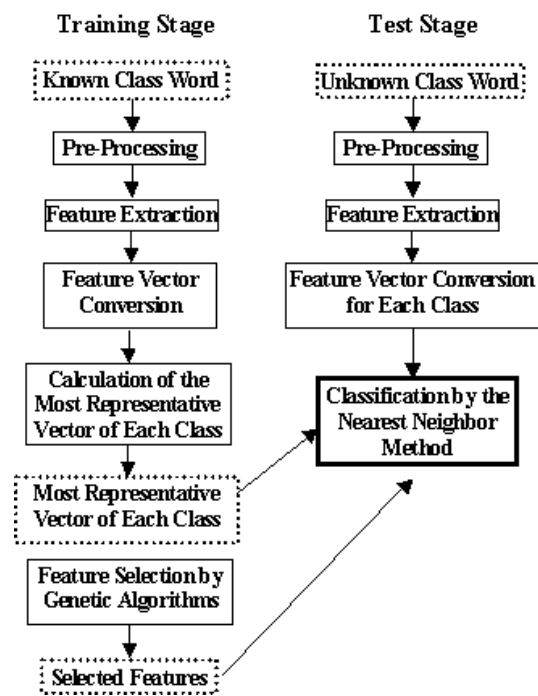 Training Stage
Known Class Word
Pre-Processing
Feature Extraction
Feature Vector
Conversion
Calculation of the
Most Representative
Vector of Each Class
Most Representative
Vector of Each Class
Feature Selection by
Genetic Algorithms
Selected Features
Test Stage
Unknown Class Word
Pre-Processing
Feature Extraction
Feature Vector Conversion
for Each Class
Classification by the
Nearest Neighbor
Method